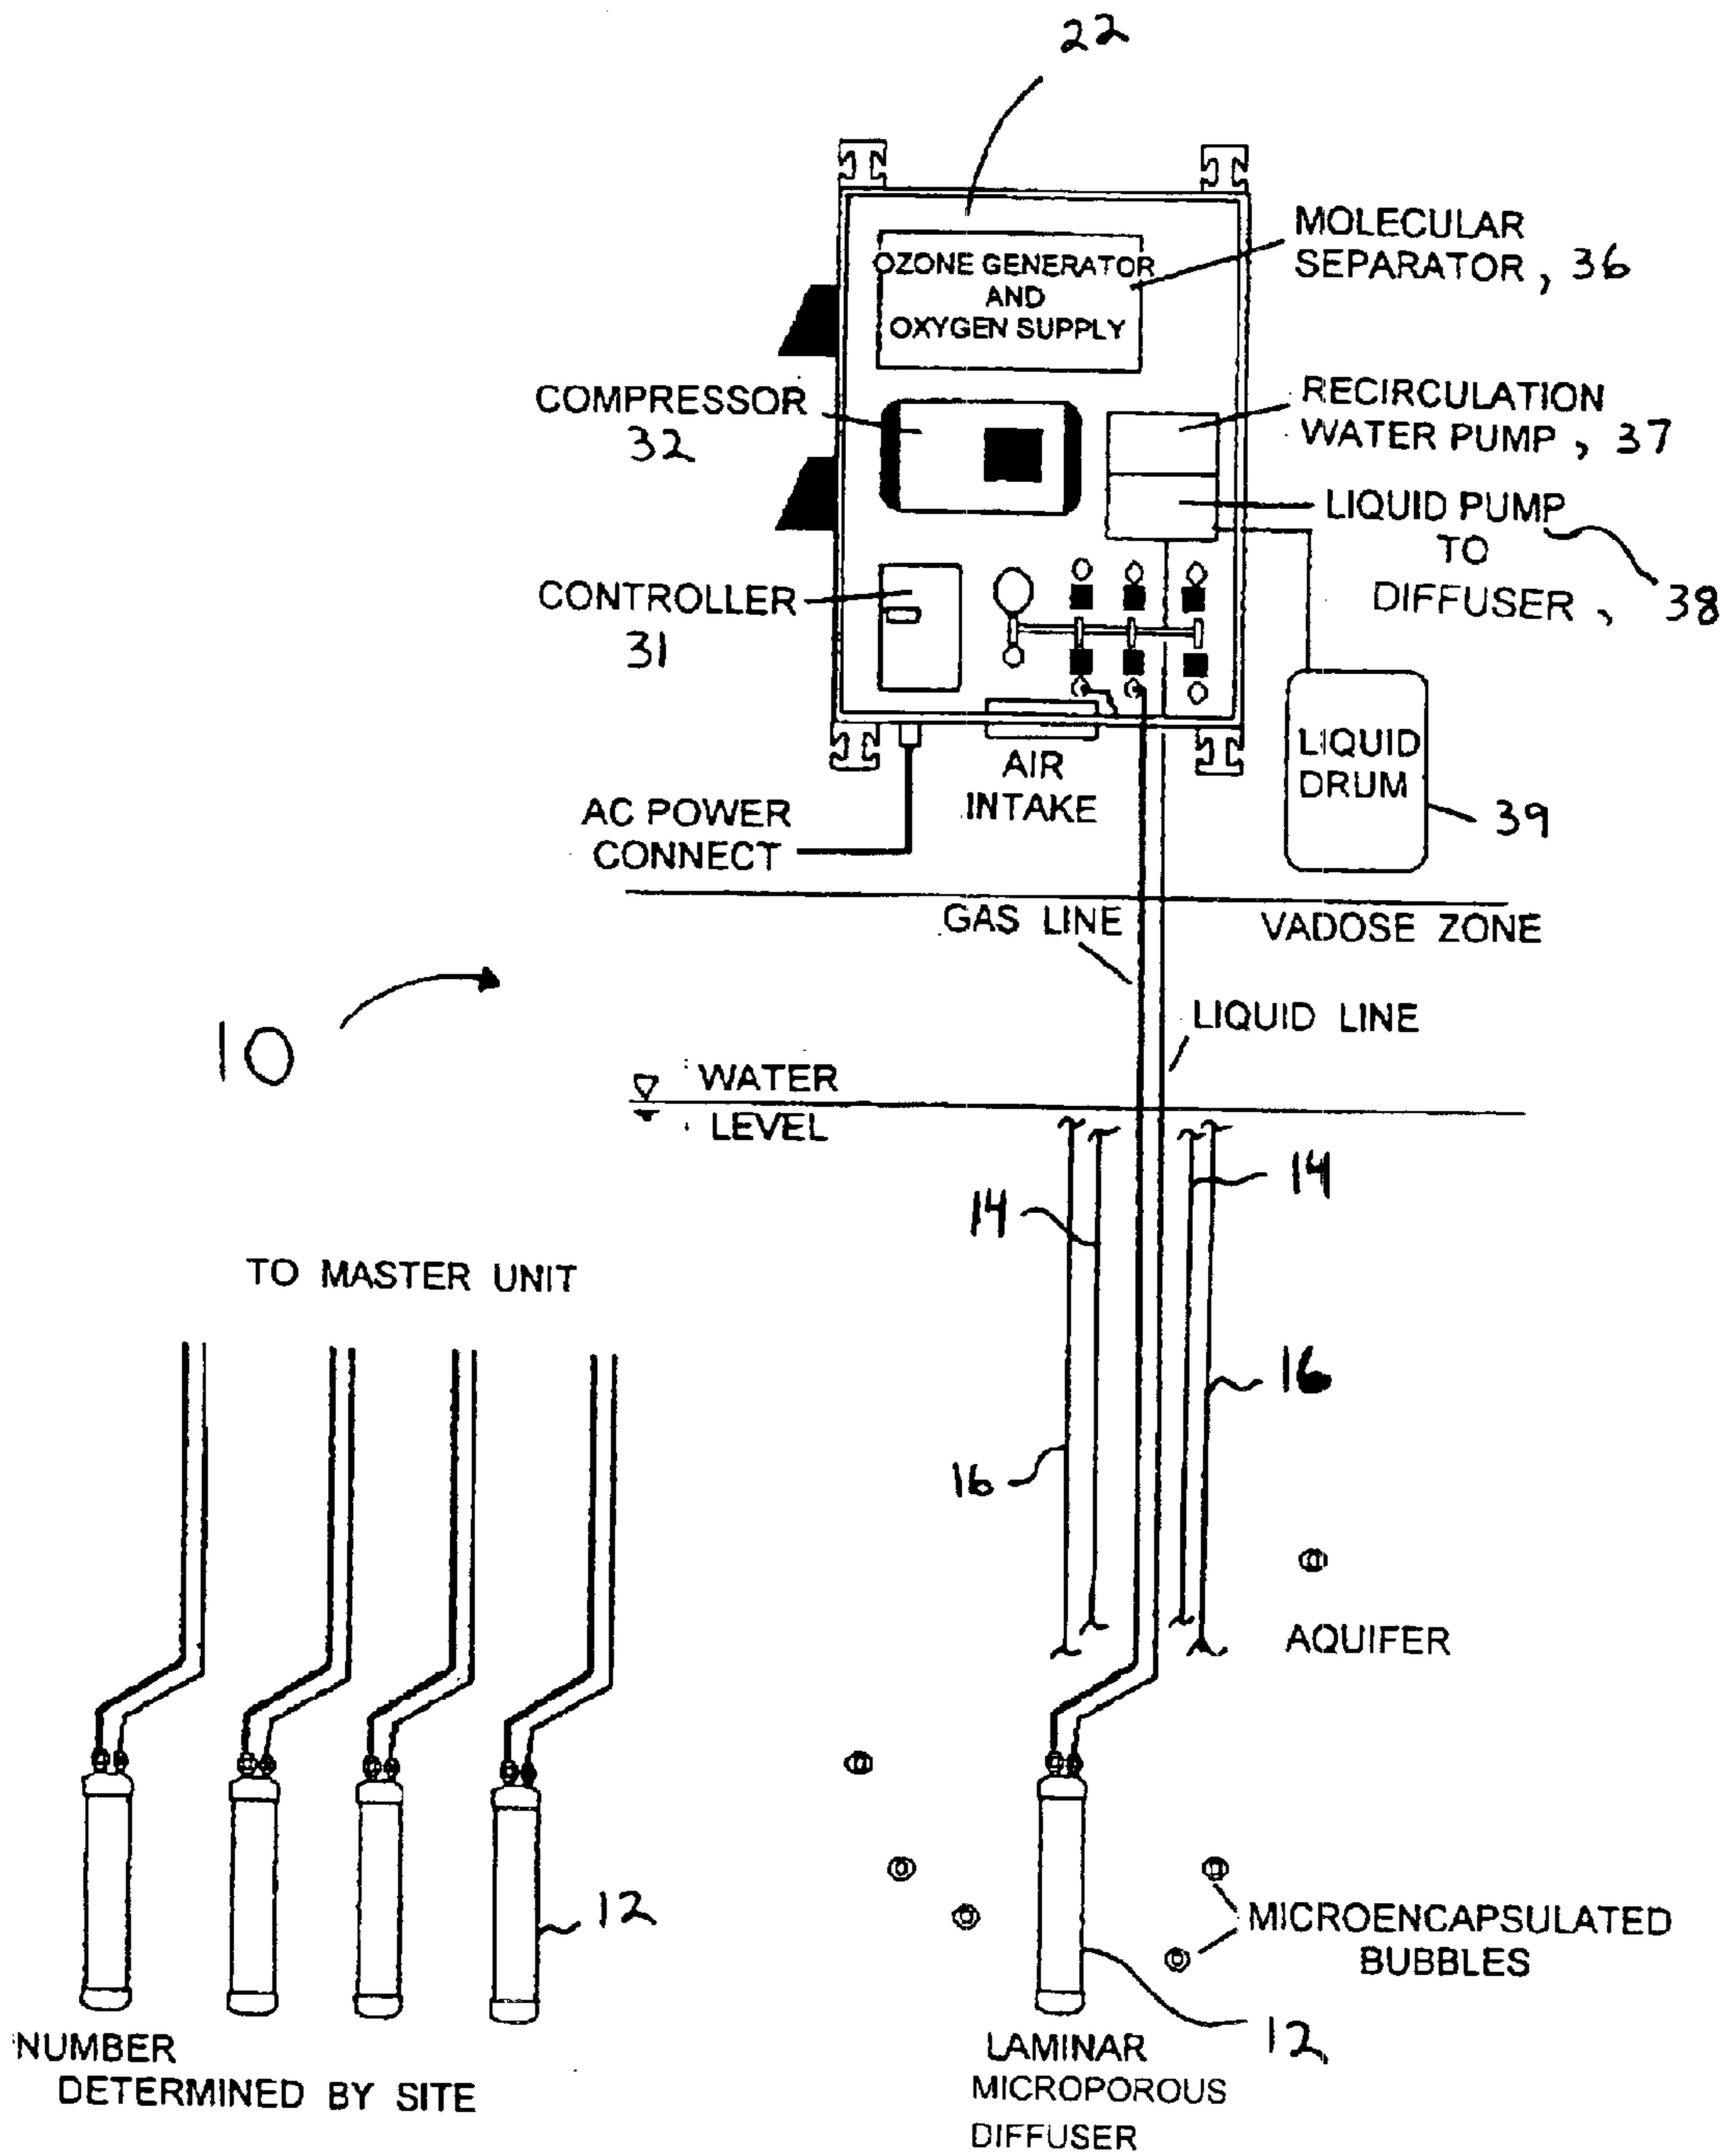 22
MOLECULAR
SEPARATOR, 36
OZONE GENERATOR
AND
OXYGEN SUPPLY
COMPRESSOR
32
RECIRCULATION
WATER PUMP, 37
LIQUID PUMP
TO
DIFFUSER, 38
CONTROLLER
31
LIQUID
DRUM
39
AIR
INTAKE
AC POWER
CONNECT
GAS LINE
VADOSE ZONE
LIQUID LINE
10
WATER
LEVEL
14
14
TO MASTER UNIT
16
16
AQUIFER
12
MICROENCAPSULATED
BUBBLES
12
NUMBER
DETERMINED BY SITE
LAMINAR
MICROPOROUS
DIFFUSER